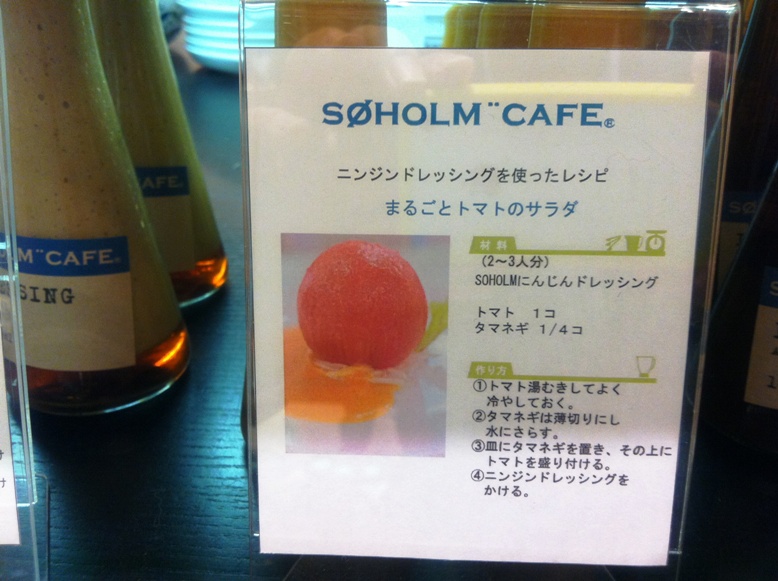 SØHOLM¨CAFE®
ニンジンドレッシングを使ったレシピ
まるごとトマトのサラダ
材料
(2～3人分)
SOHOLMにんじんドレッシング
トマト 1コ
タマネギ 1/4コ
作り方
①トマト湯むきしてよく
冷やしておく。
②タマネギは薄切りにし
水にさらす。
③皿にタマネギを置き、その上に
トマトを盛り付ける。
④ニンジンドレッシングを
かける。
M¨CAFE®
SING
AFE®
SØ
け
け